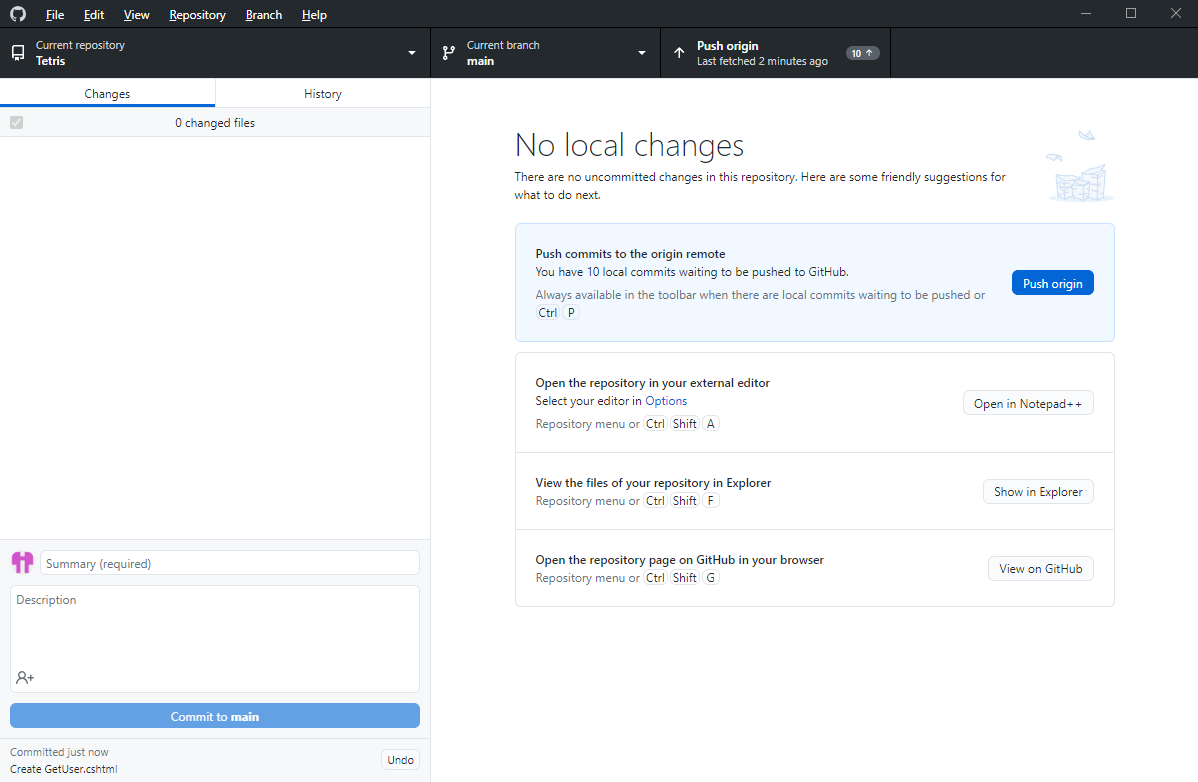 File Edit View Repository Branch Help
Current repository
Tetris
Current branch
main
Push origin
Last fetched 2 minutes ago
10
Changes
History
0 changed files
No local changes
There are no uncommitted changes in this repository. Here are some friendly suggestions for
what to do next.
Push commits to the origin remote
You have 10 local commits waiting to be pushed to GitHub.
Always available in the toolbar when there are local commits waiting to be pushed or
Ctrl P
Push origin
Open the repository in your external editor
Select your editor in Options
Repository menu or Ctrl Shift A
Open in Notepad++
View the files of your repository in Explorer
Repository menu or Ctrl Shift F
Show in Explorer
Open the repository page on GitHub in your browser
Repository menu or Ctrl Shift G
View on GitHub
Summary (required)
Description
Commit to main
Committed just now
Create GetUser.cshtml
Undo